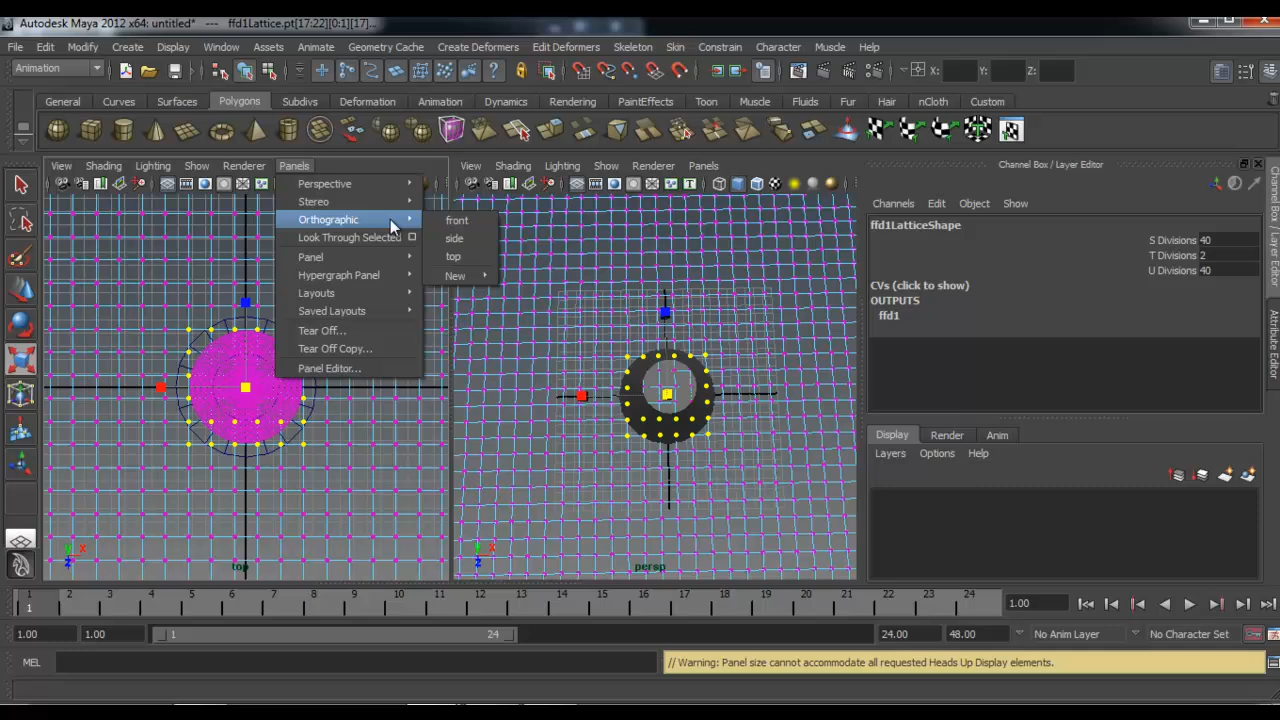 Autodesk Maya 2012 x64: untitled* --- ffd1Lattice.pt[17:22][0:1][17]...
File Edit Modify Create Display Window Assets Animate Geometry Cache Create Deformers Edit Deformers Skeleton Skin Constrain Character Muscle Help
Animation X: Y: Z:
General Curves Surfaces Polygons Subdivs Deformation Animation Dynamics Rendering PaintEffects Toon Muscle Fluids Fur Hair nCloth Custom
View Shading Lighting Show Renderer Panels View Shading Lighting Show Renderer Panels Channel Box / Layer Editor
Perspective
Stereo
Orthographic
Look Through Selected
Panel
Hypergraph Panel
Layouts
Saved Layouts
Tear Off...
Tear Off Copy...
Panel Editor...
front
side
top
New
Channels Edit Object Show
ffd1LatticeShape
S Divisions 40
T Divisions 2
U Divisions 40
CVs (click to show)
OUTPUTS
ffd1
Channel Box / Layer Editor
Attribute Editor
Display Render Anim
Layers Options Help
y x
z
top
y x
z
persp
1 2 3 4 5 6 7 8 9 10 11 12 13 14 15 16 17 18 19 20 21 22 23 24
1 1.00
1.00 1.00 1 24 24.00 48.00 No Anim Layer No Character Set
MEL // Warning: Panel size cannot accommodate all requested Heads Up Display elements.